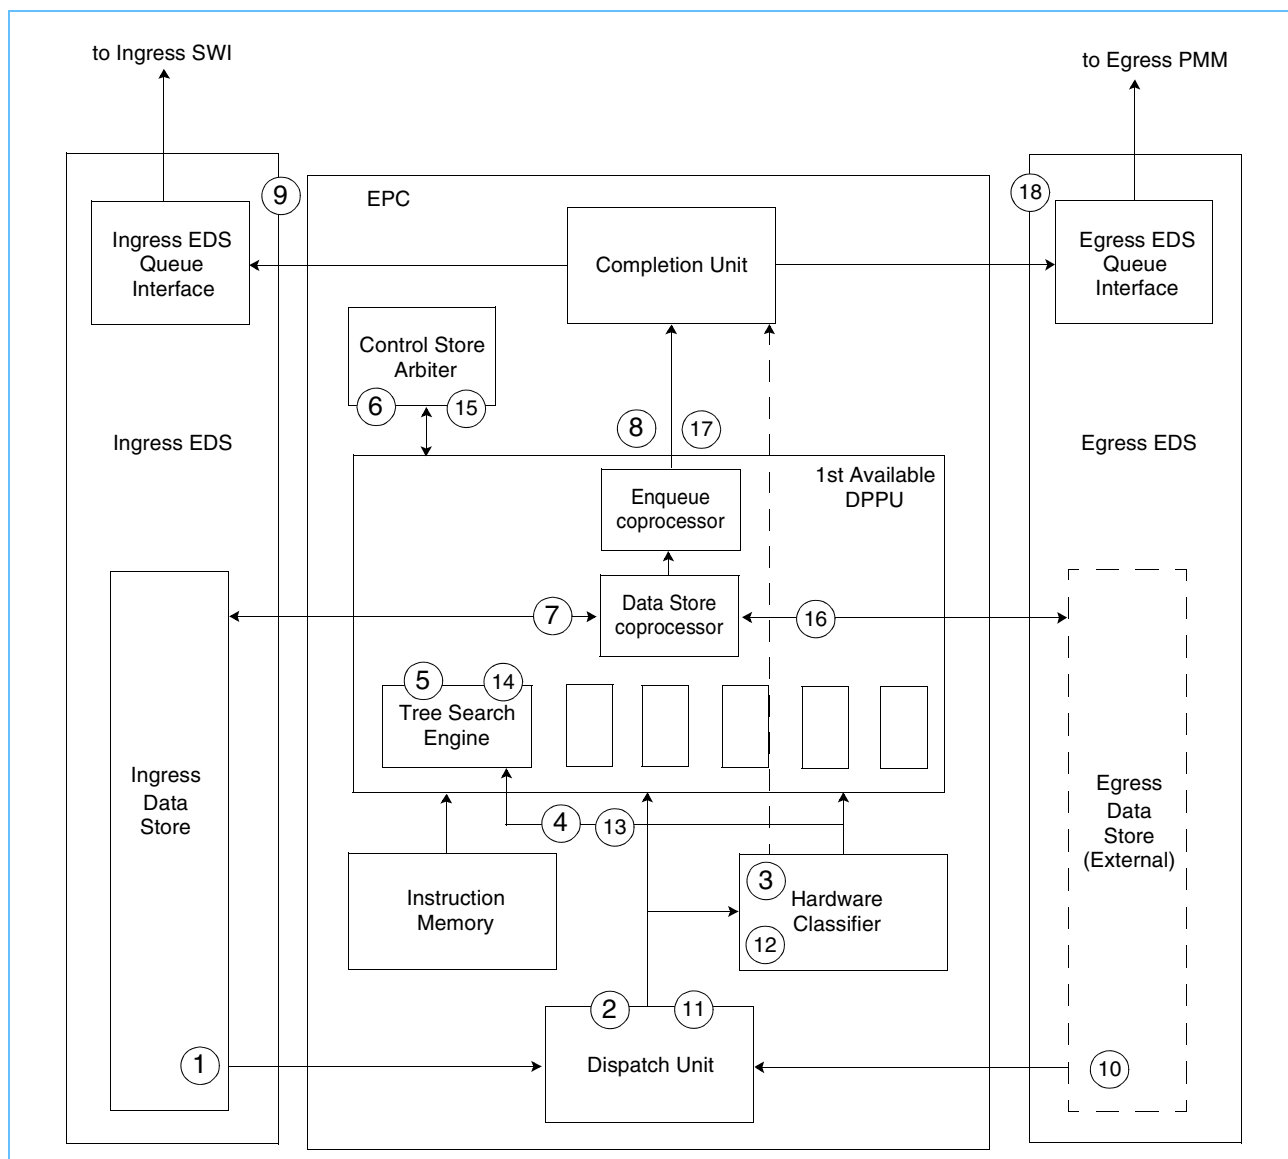 to Ingress SWI
to Egress PMM
9
EPC
18
Ingress EDS
Queue
Interface
Completion Unit
Egress EDS
Queue
Interface
Control Store
Arbiter
6
15
8
17
Ingress EDS
Egress EDS
1st Available
DPPU
Enqueue
coprocessor
7
Data Store
coprocessor
16
5
14
Tree Search
Engine
Ingress
Data
Store
Egress
Data
Store
(External)
4
13
Instruction
Memory
3
Hardware
Classifier
12
2
11
1
Dispatch Unit
10